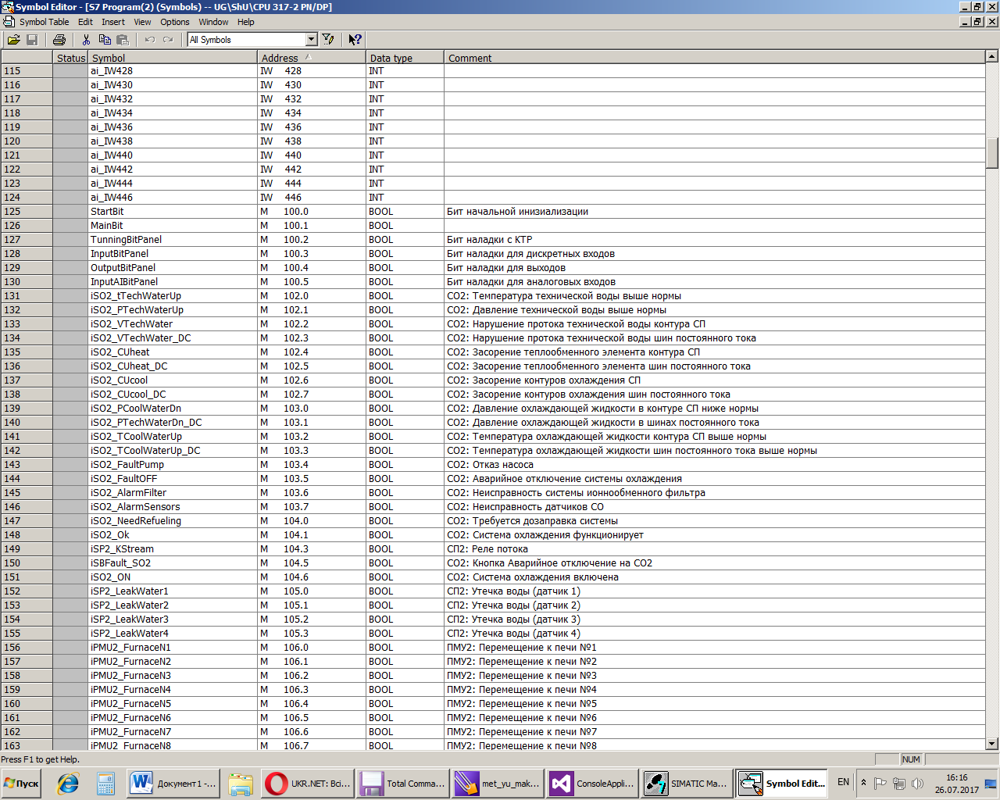 Symbol Editor - [S7 Program(2) (Symbols) -- UG\ShU\CPU 317-2 PN/DP]
Symbol Table Edit Insert View Options Window Help
All Symbols
Status Symbol Address Data type Comment
115 ai_IW428 IW 428 INT
116 ai_IW430 IW 430 INT
117 ai_IW432 IW 432 INT
118 ai_IW434 IW 434 INT
119 ai_IW436 IW 436 INT
120 ai_IW438 IW 438 INT
121 ai_IW440 IW 440 INT
122 ai_IW442 IW 442 INT
123 ai_IW444 IW 444 INT
124 ai_IW446 IW 446 INT
125 StartBit M 100.0 BOOL Бит начальной инизиализации
126 MainBit M 100.1 BOOL
127 TunningBitPanel M 100.2 BOOL Бит наладки с КТР
128 InputBitPanel M 100.3 BOOL Бит наладки для дискретных входов
129 OutputBitPanel M 100.4 BOOL Бит наладки для выходов
130 InputAIBitPanel M 100.5 BOOL Бит наладки для аналоговых входов
131 iSO2_tTechWaterUp M 102.0 BOOL СО2: Температура технической воды выше нормы
132 iSO2_PTechWaterUp M 102.1 BOOL СО2: Давление технической воды выше нормы
133 iSO2_VTechWater M 102.2 BOOL СО2: Нарушение протока технической воды контура СП
134 iSO2_VTechWater_DC M 102.3 BOOL СО2: Нарушение протока технической воды шин постоянного тока
135 iSO2_CUheat M 102.4 BOOL СО2: Засорение теплообменного элемента контура СП
136 iSO2_CUheat_DC M 102.5 BOOL СО2: Засорение теплообменного элемента шин постоянного тока
137 iSO2_CUcool M 102.6 BOOL СО2: Засорение контуров охлаждения СП
138 iSO2_CUcool_DC M 102.7 BOOL СО2: Засорение контуров охлаждения шин постоянного тока
139 iSO2_PCoolWaterDn M 103.0 BOOL СО2: Давление охлаждающей жидкости в контуре СП ниже нормы
140 iSO2_PTechWaterDn_DC M 103.1 BOOL СО2: Давление охлаждающей жидкости в шинах постоянного тока
141 iSO2_TCoolWaterUp M 103.2 BOOL СО2: Температура охлаждающей жидкости контура СП выше нормы
142 iSO2_TCoolWaterUp_DC M 103.3 BOOL СО2: Температура охлаждающей жидкости шин постоянного тока выше нормы
143 iSO2_FaultPump M 103.4 BOOL СО2: Отказ насоса
144 iSO2_FaultOFF M 103.5 BOOL СО2: Аварийное отключение системы охлаждения
145 iSO2_AlarmFilter M 103.6 BOOL СО2: Неисправность системы ионнообменного фильтра
146 iSO2_AlarmSensors M 103.7 BOOL СО2: Неисправность датчиков СО
147 iSO2_NeedRefueling M 104.0 BOOL СО2: Требуется дозаправка системы
148 iSO2_Ok M 104.1 BOOL СО2: Система охлаждения функционирует
149 iSP2_KStream M 104.3 BOOL СП2: Реле потока
150 iSBFault_SO2 M 104.5 BOOL СО2: Кнопка Аварийное отключение на СО2
151 iSO2_ON M 104.6 BOOL СО2: Система охлаждения включена
152 iSP2_LeakWater1 M 105.0 BOOL СП2: Утечка воды (датчик 1)
153 iSP2_LeakWater2 M 105.1 BOOL СП2: Утечка воды (датчик 2)
154 iSP2_LeakWater3 M 105.2 BOOL СП2: Утечка воды (датчик 3)
155 iSP2_LeakWater4 M 105.3 BOOL СП2: Утечка воды (датчик 4)
156 iPMU2_FurnaceN1 M 106.0 BOOL ПМУ2: Перемещение к печи №1
157 iPMU2_FurnaceN2 M 106.1 BOOL ПМУ2: Перемещение к печи №2
158 iPMU2_FurnaceN3 M 106.2 BOOL ПМУ2: Перемещение к печи №3
159 iPMU2_FurnaceN4 M 106.3 BOOL ПМУ2: Перемещение к печи №4
160 iPMU2_FurnaceN5 M 106.4 BOOL ПМУ2: Перемещение к печи №5
161 iPMU2_FurnaceN6 M 106.5 BOOL ПМУ2: Перемещение к печи №6
162 iPMU2_FurnaceN7 M 106.6 BOOL ПМУ2: Перемещение к печи №7
163 iPMU2_FurnaceN8 M 106.7 BOOL ПМУ2: Перемещение к печи №8
Press F1 to get Help. NUM
Пуск Документ1 -... UKR.NET: Всі... Total Comma... met_yu_mak... ConsoleAppli... SIMATIC Ma... Symbol Edit... EN 16:16
26.07.2017